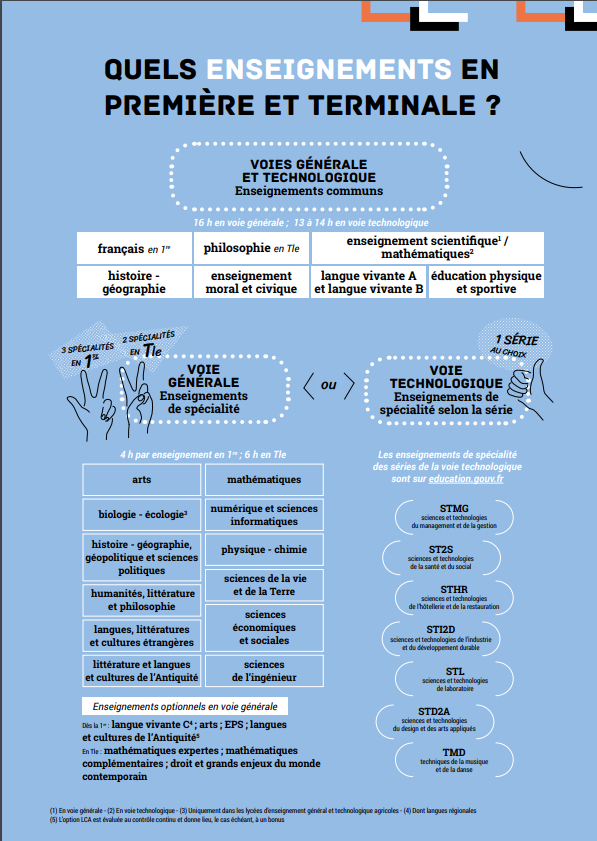 QUELS ENSEIGNEMENTS EN
PREMIÈRE ET TERMINALE ?
VOIES GÉNÉRALE
ET TECHNOLOGIQUE
Enseignements communs
16 h en voie générale ; 13 à 14 h en voie technologique
français en 1re
philosophie en Tle
enseignement scientifique¹ /
mathématiques²
histoire -
géographie
enseignement
moral et civique
langue vivante A
et langue vivante B
éducation physique
et sportive
3 SPÉCIALITÉS
EN 1RE
2 SPÉCIALITÉS
EN Tle
VOIE
GÉNÉRALE
Enseignements
de spécialité
ou
1 SÉRIE
AU CHOIX
VOIE
TECHNOLOGIQUE
Enseignements de
spécialité selon la série
4 h par enseignement en 1re ; 6 h en Tle
arts
mathématiques
biologie - écologie³
numérique et sciences
informatiques
histoire - géographie,
géopolitique et sciences
politiques
physique - chimie
sciences de la vie
et de la Terre
humanités, littérature
et philosophie
sciences
économiques
et sociales
langues, littératures
et cultures étrangères
littérature et langues
et cultures de l'Antiquité
sciences
de l'ingénieur
Enseignements optionnels en voie générale
Dès la 1re : langue vivante C⁴ ; arts ; EPS ; langues
et cultures de l'Antiquité⁵
En Tle : mathématiques expertes ; mathématiques
complémentaires ; droit et grands enjeux du monde
contemporain
Les enseignements de spécialité
des séries de la voie technologique
sont sur education.gouv.fr
STMG
sciences et technologies
du management et de la gestion
ST2S
sciences et technologies
de la santé et du social
STHR
sciences et technologies
de l'hôtellerie et de la restauration
STI2D
sciences et technologies de l'industrie
et du développement durable
STL
sciences et technologies
de laboratoire
STD2A
sciences et technologies
du design et des arts appliqués
TMD
techniques de la musique
et de la danse
(1) En voie générale - (2) En voie technologique - (3) Uniquement dans les lycées d'enseignement général et technologique agricoles - (4) Dont langues régionales
(5) L'option LCA est évaluée au contrôle continu et donne lieu, le cas échéant, à un bonus